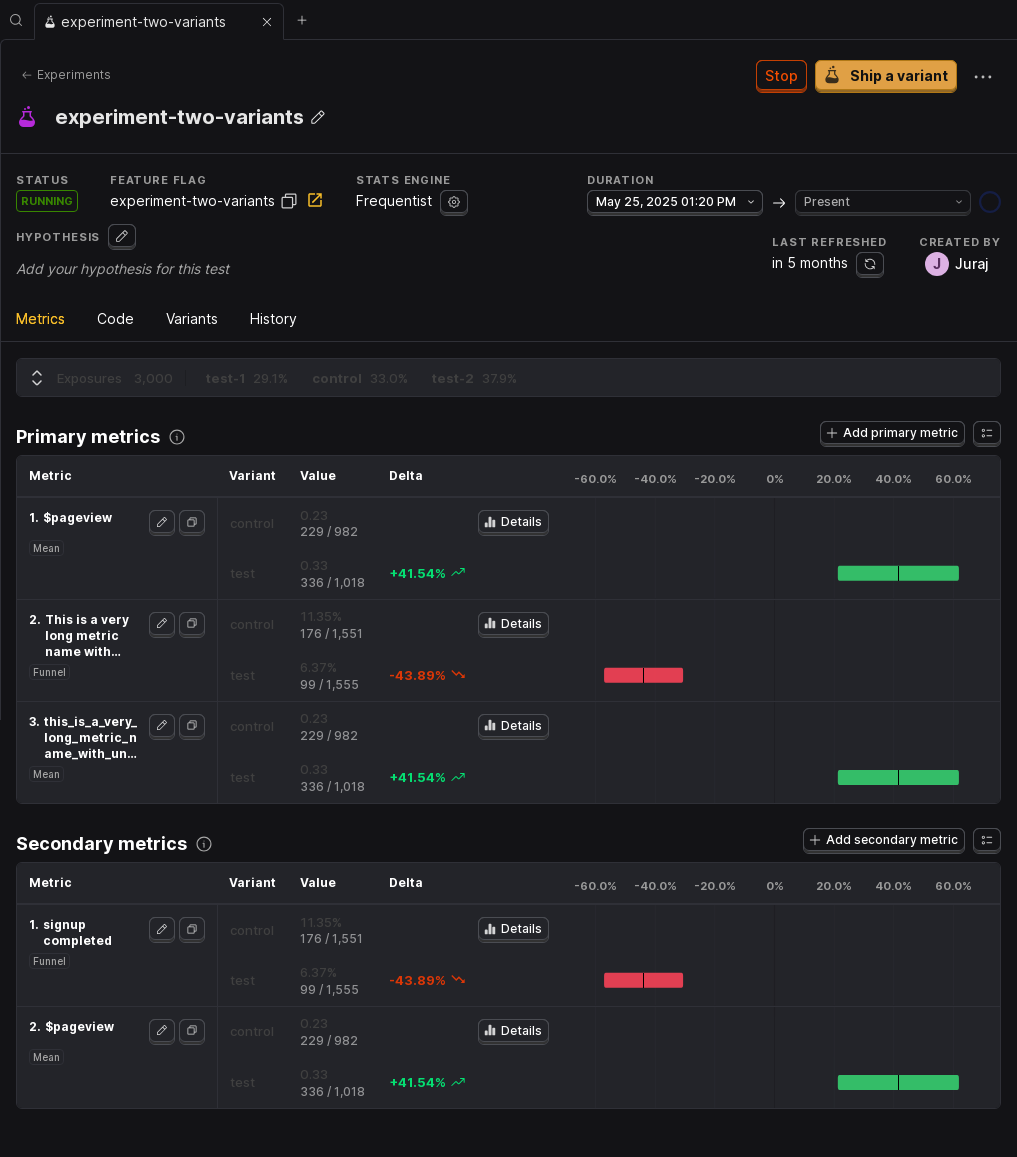 experiment-two-variants
Experiments
Stop
Ship a variant
experiment-two-variants
STATUS
FEATURE FLAG
STATS ENGINE
DURATION
RUNNING
experiment-two-variants
Frequentist
May 25, 2025 01:20 PM
Present
HYPOTHESIS
LAST REFRESHED
CREATED BY
Add your hypothesis for this test
in 5 months
J Juraj
Metrics Code Variants History
Exposures 3,000 test-1 29.1% control 33.0% test-2 37.9%
Primary metrics
Add primary metric
Metric Variant Value Delta -60.0% -40.0% -20.0% 0% 20.0% 40.0% 60.0%
1. $pageview
Mean
control
0.23
229 / 982
Details
test
0.33
336 / 1,018
+41.54%
2. This is a very
long metric
name with...
Funnel
control
11.35%
176 / 1,551
Details
test
6.37%
99 / 1,555
-43.89%
3. this_is_a_very_
long_metric_n
ame_with_un...
Mean
control
0.23
229 / 982
Details
test
0.33
336 / 1,018
+41.54%
Secondary metrics
Add secondary metric
Metric Variant Value Delta -60.0% -40.0% -20.0% 0% 20.0% 40.0% 60.0%
1. signup
completed
Funnel
control
11.35%
176 / 1,551
Details
test
6.37%
99 / 1,555
-43.89%
2. $pageview
Mean
control
0.23
229 / 982
Details
test
0.33
336 / 1,018
+41.54%